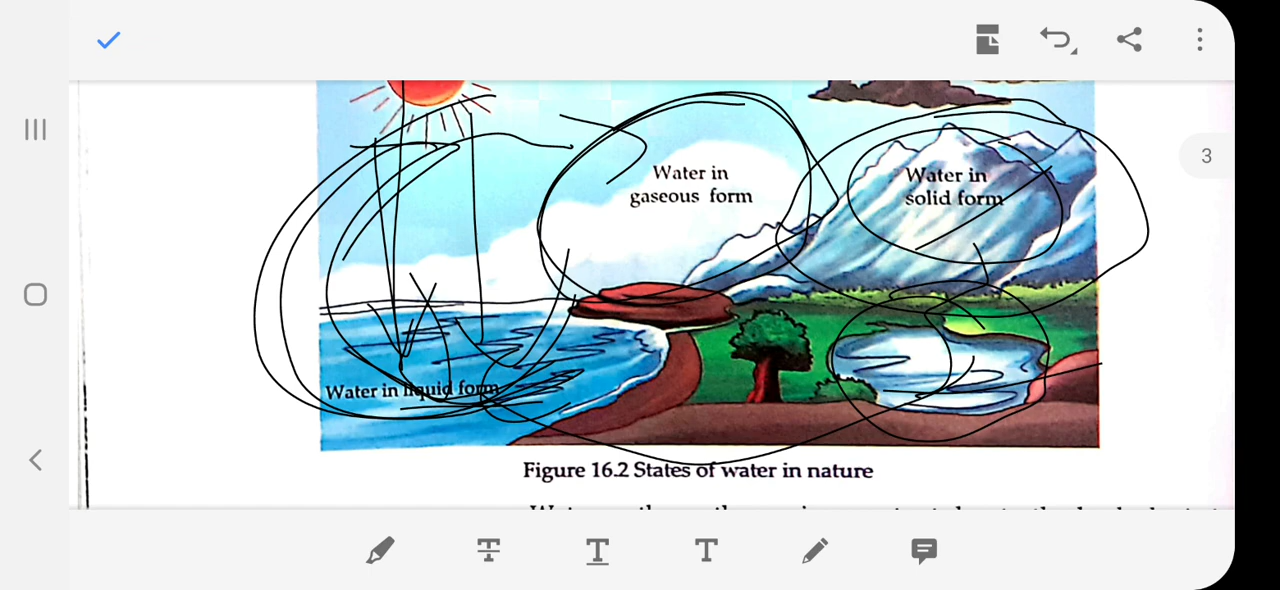 3
Water in
gaseous form
Water in
solid form
Water in liquid form
Figure 16.2 States of water in nature